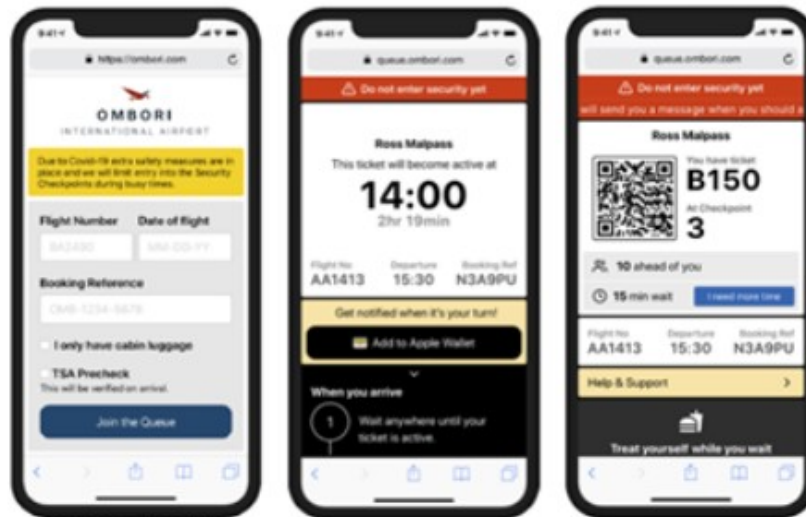 9:41
https://ombori.com
OMBORI
INTERNATIONAL AIRPORT
Due to Covid-19 extra safety measures are in
place and we will limit entry into the Security
Checkpoints during busy times.
Flight Number Date of flight
BA2490 MM-DD-YY
Booking Reference
OMB-1234-5678
I only have cabin luggage
TSA Precheck
This will be verified on arrival.
Join the Queue
9:41
queue.ombori.com
Do not enter security yet
Ross Malpass
This ticket will become active at
14:00
2hr 19min
Flight No Departure Booking Ref
AA1413 15:30 N3A9PU
Get notified when it's your turn!
Add to Apple Wallet
When you arrive
1 Wait anywhere until your
ticket is active.
9:41
queue.ombori.com
Do not enter security yet
will send you a message when you should
Ross Malpass
You have ticket
B150
At Checkpoint
3
10 ahead of you
15 min wait I need more time
Flight No Departure Booking Ref
AA1413 15:30 N3A9PU
Help & Support
Treat yourself while you wait